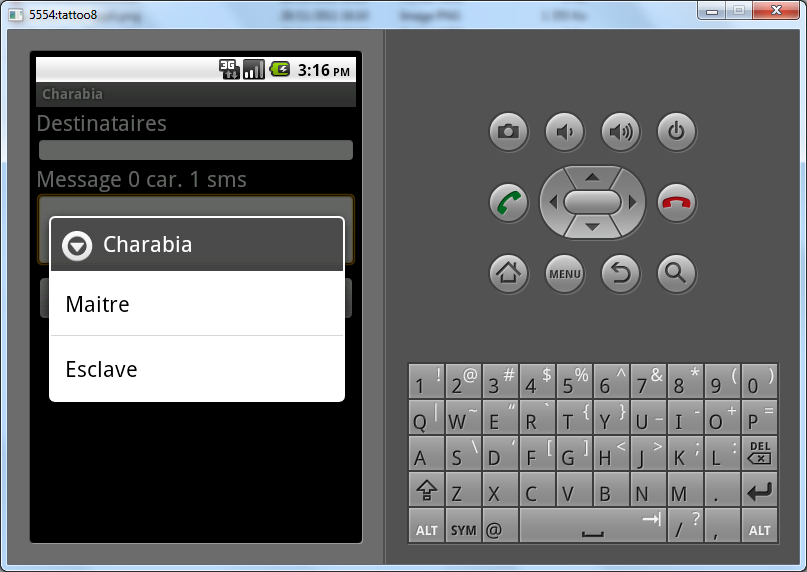 5554:tattoo8
3G 3:16 PM
Charabia
Destinataires
Message 0 car. 1 sms
Charabia
Maitre
Esclave
MENU
1 ! 2 @ 3 # 4 $ 5 % 6 ^ 7 & 8 * 9 ( 0 )
Q | W ~ E “ R ` T { Y } U _ I - O + P =
A S \ D ‘ F [ G ] H < J > K ; L : DEL
Z X C V B N M .
ALT SYM @ / ? , ALT